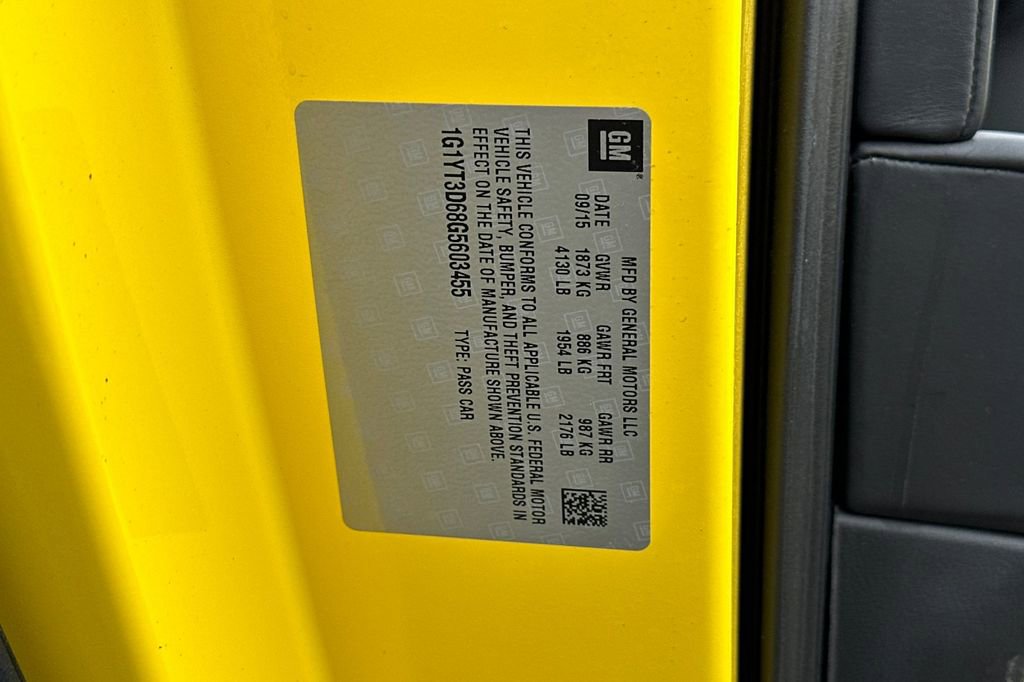 GM
MFD BY GENERAL MOTORS LLC
DATE GVWR GAWR FRT GAWR RR
09/15 1873 KG 886 KG 987 KG
4130 LB 1954 LB 2176 LB
THIS VEHICLE CONFORMS TO ALL APPLICABLE U.S. FEDERAL MOTOR
VEHICLE SAFETY, BUMPER, AND THEFT PREVENTION STANDARDS IN
EFFECT ON THE DATE OF MANUFACTURE SHOWN ABOVE.
1G1YT3D68G5603455 TYPE: PASS CAR